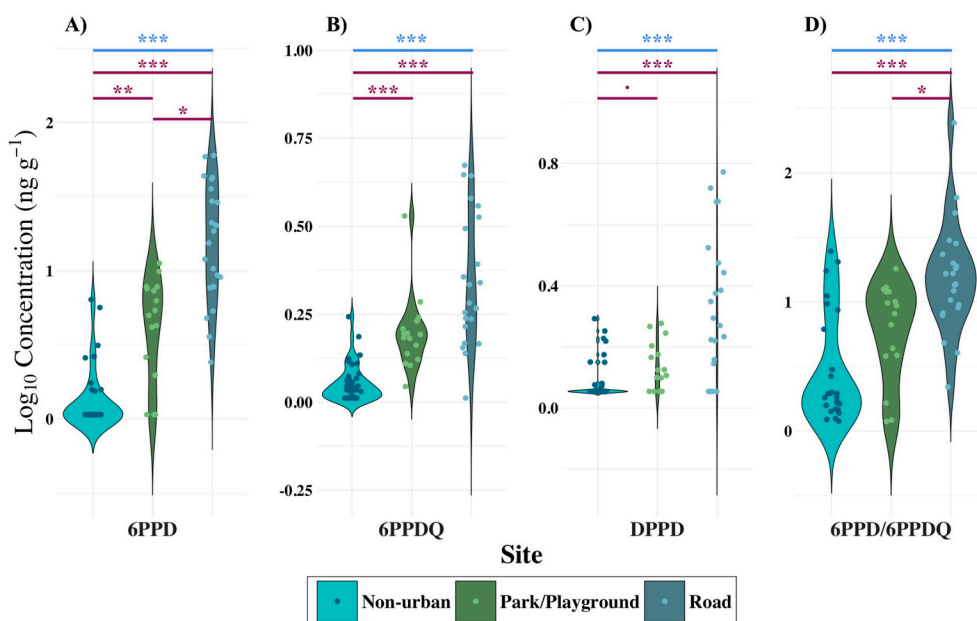 A)
B)
C)
D)
***
***
***
***
***
***
***
***
**
*
***
.
*
Log10 Concentration (ng g−1)
2
1
0
1.00
0.75
0.50
0.25
0.00
-0.25
0.8
0.4
0.0
2
1
0
6PPD
6PPDQ
DPPD
6PPD/6PPDQ
Site
Non-urban
Park/Playground
Road